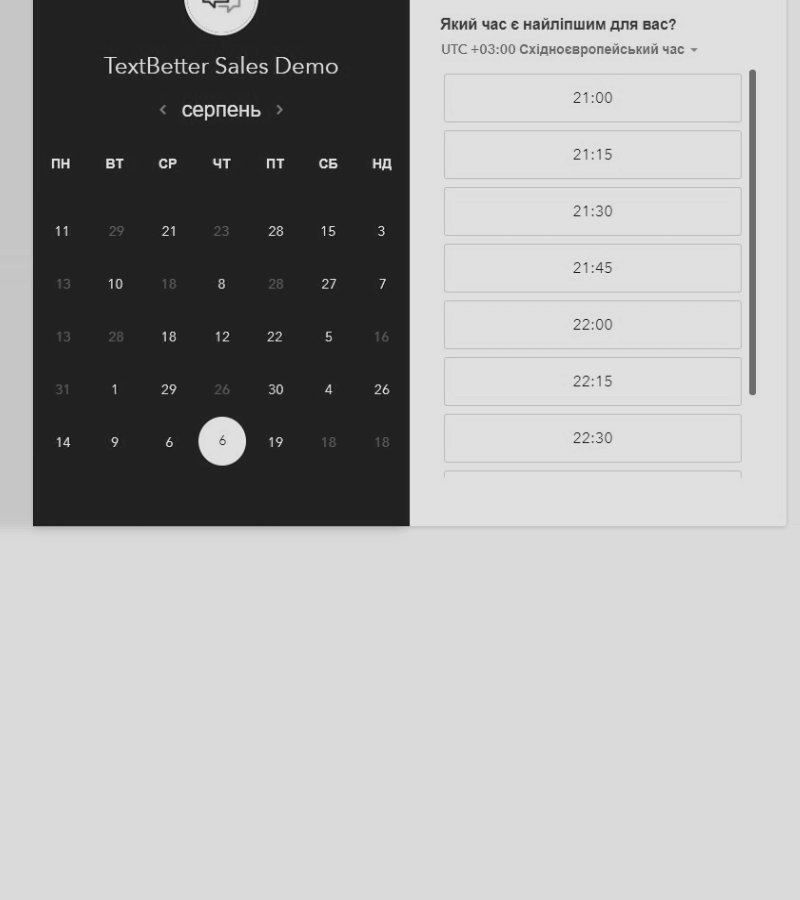 TextBetter Sales Demo
серпень
ПН ВТ СР ЧТ ПТ СБ НД
11 29 21 23 28 15 3
13 10 18 8 28 27 7
13 28 18 12 22 5 16
31 1 29 26 30 4 26
14 9 6 6 19 18 18
Який час є найліпшим для вас?
UTC +03:00 Східноєвропейський час
21:00
21:15
21:30
21:45
22:00
22:15
22:30